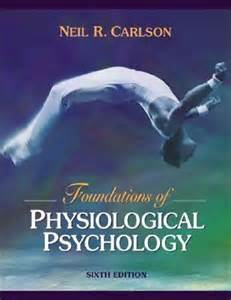 NEIL R. CARLSON
Foundations of
PHYSIOLOGICAL
PSYCHOLOGY
SIXTH EDITION